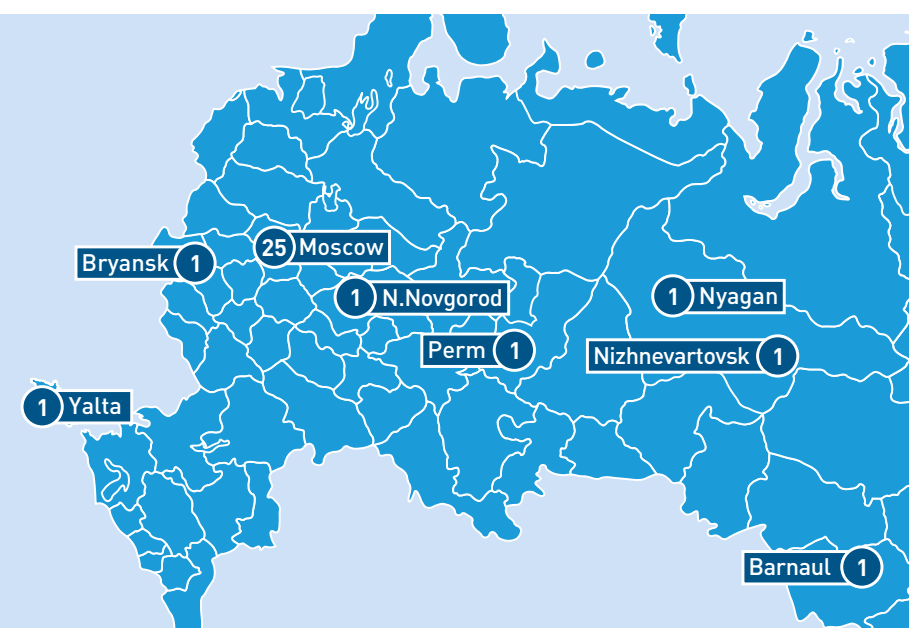 25 Moscow
Bryansk 1
1 N.Novgorod
1 Nyagan
Perm 1
Nizhnevartovsk 1
1 Yalta
Barnaul 1